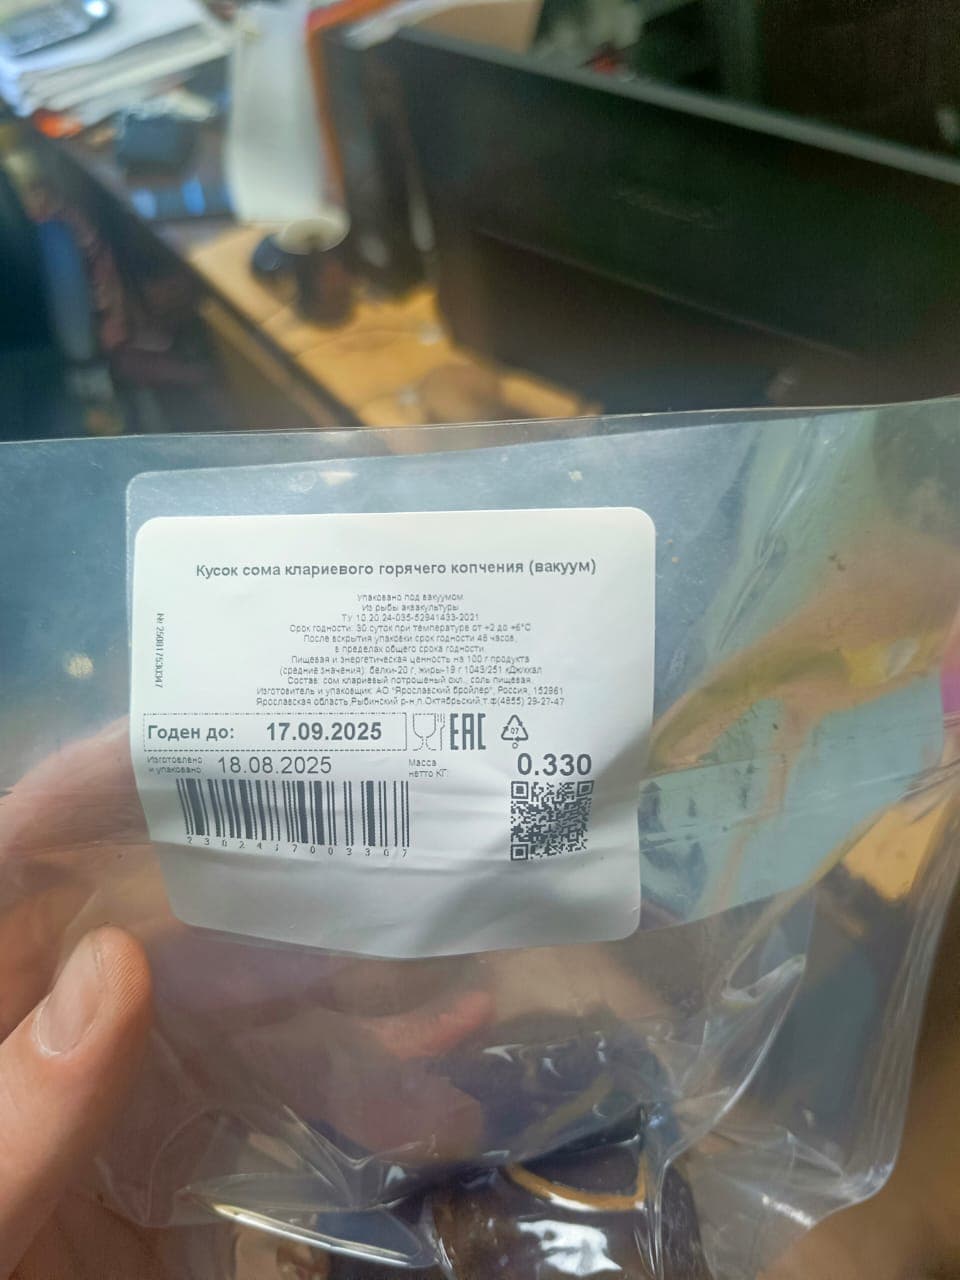 Кусок сома клариевого горячего копчения (вакуум)
Упаковано под вакуумом
Из рыбы аквакультуры
ТУ 10.20.24-035-52941433-2021
Срок годности: 30 суток при температуре от +2 до +6°С
После вскрытия упаковки срок годности 48 часов,
в пределах общего срока годности
Пищевая и энергетическая ценность на 100 г продукта
(средние значения): белки-20 г, жиры-19 г 1043/251 кДж/ккал
Состав: сом клариевый потрошеный охл., соль пищевая.
Изготовитель и упаковщик: АО "Ярославский бройлер", Россия, 152961
Ярославская область,Рыбинский р-н,п.Октябрьский,т.ф(4855) 29-27-47
Годен до: 17.09.2025
EAC
07
Изготовлено
и упаковано 18.08.2025
Масса
нетто КГ: 0.330
2302417003307